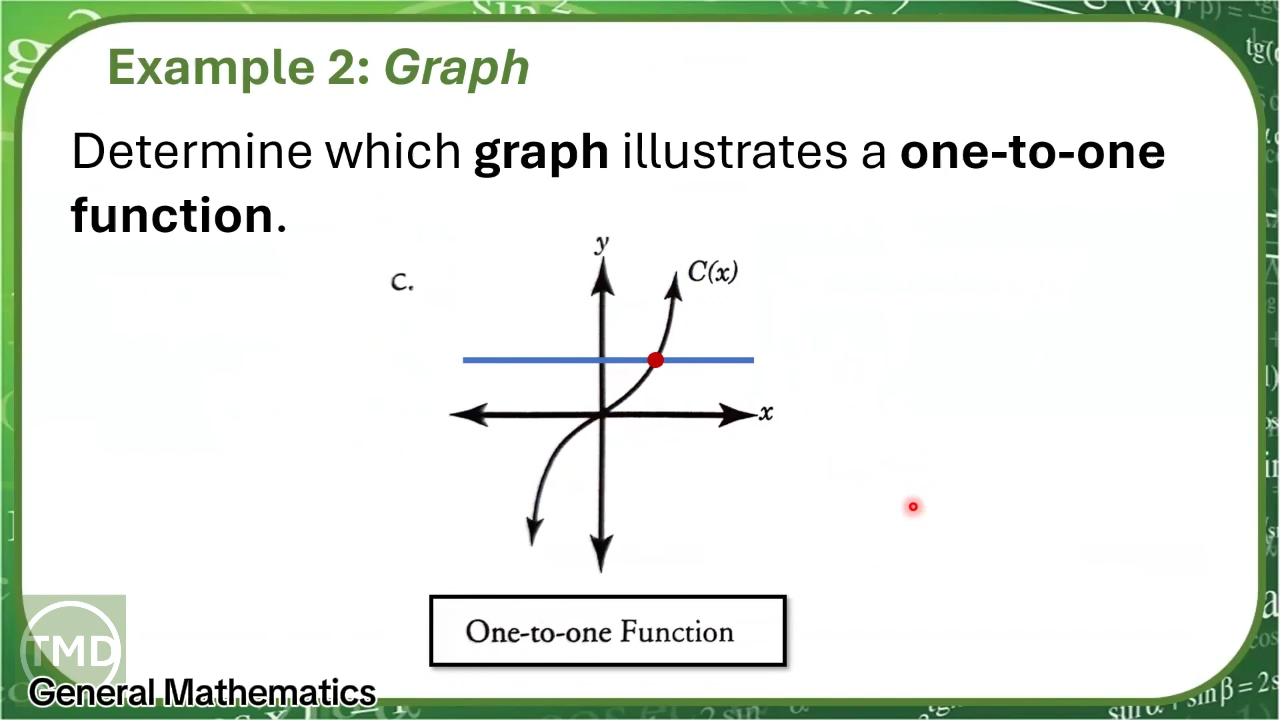 Example 2: Graph
Determine which graph illustrates a one-to-one
function.
y
C.
C(x)
x
One-to-one Function
TMD
General Mathematics